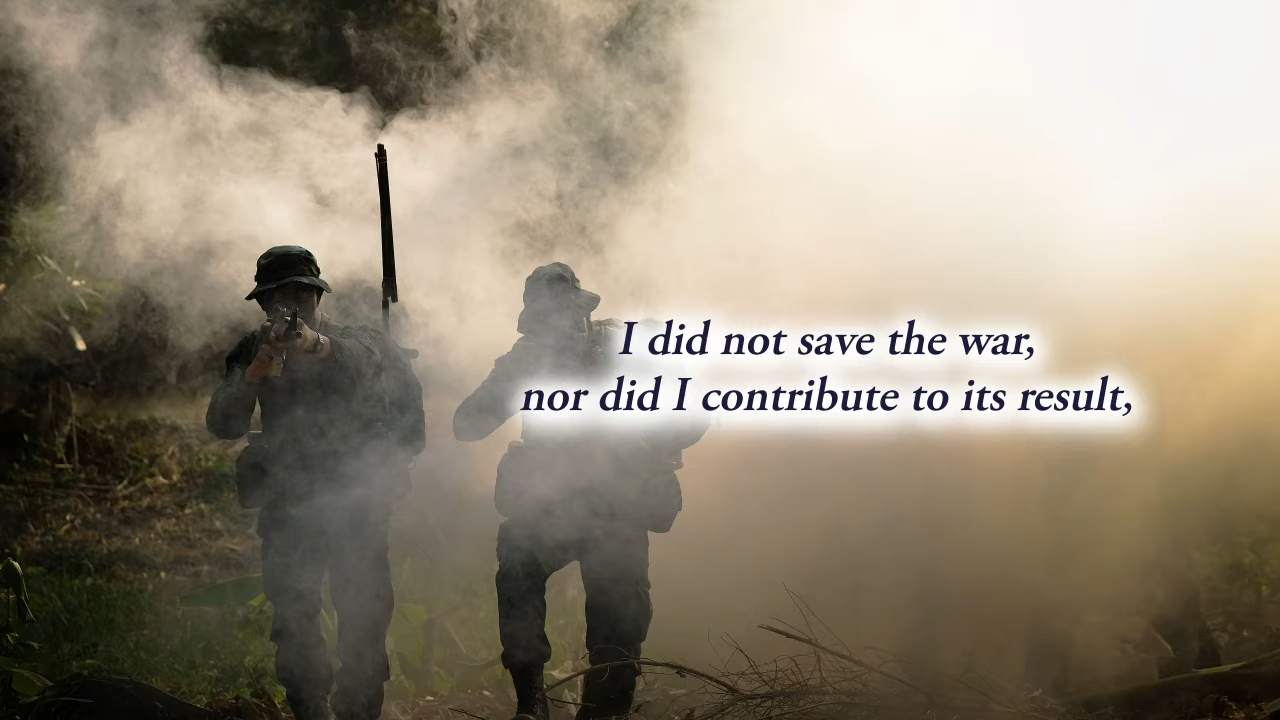 I did not save the war,
nor did I contribute to its result,